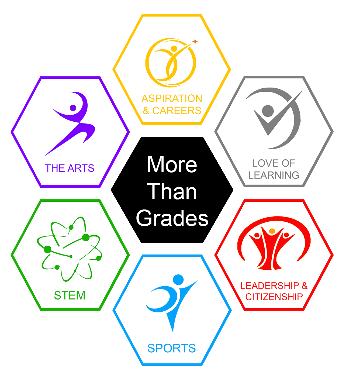 ASPIRATION
& CAREERS
THE ARTS
LOVE OF
LEARNING
More
Than
Grades
STEM
LEADERSHIP &
CITIZENSHIP
SPORTS